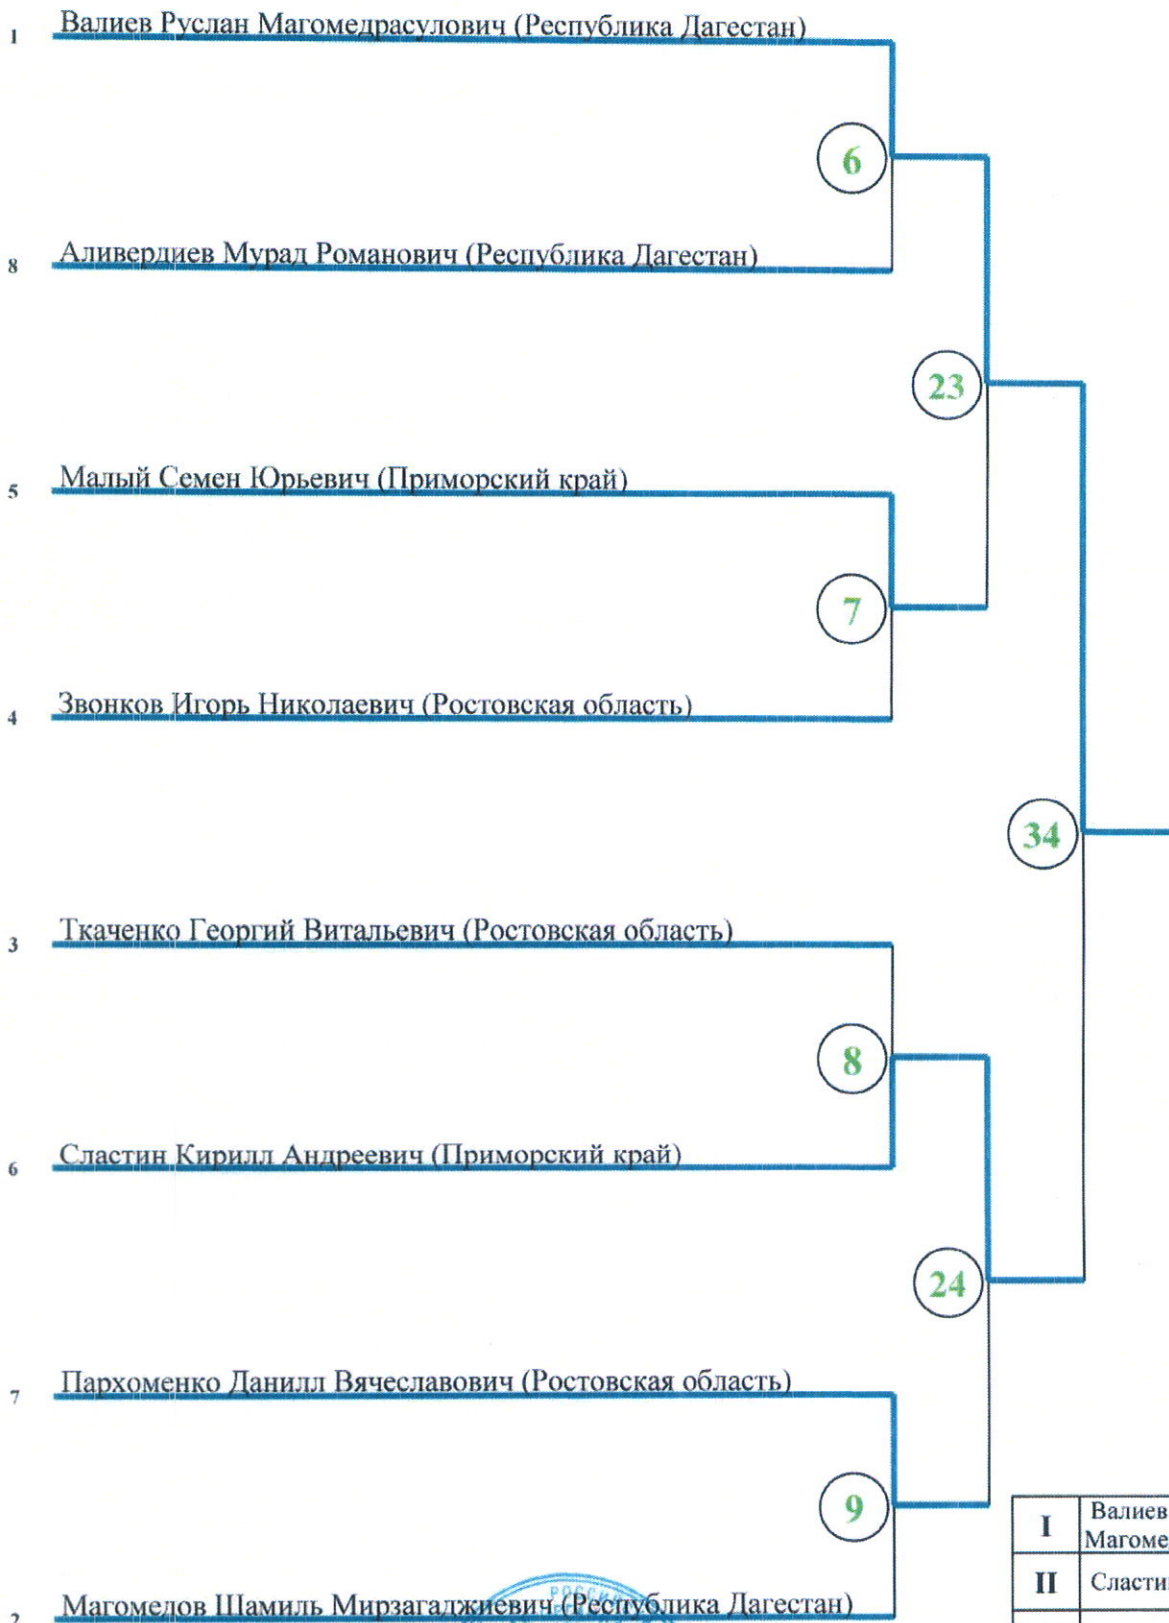 1 Валиев Руслан Магомедрасулович (Республика Дагестан)
6
8 Аливердиев Мурад Романович (Республика Дагестан)
23
5 Малый Семен Юрьевич (Приморский край)
7
4 Звонков Игорь Николаевич (Ростовская область)
34
3 Ткаченко Георгий Витальевич (Ростовская область)
8
6 Сластин Кирилл Андреевич (Приморский край)
24
7 Пархоменко Данилл Вячеславович (Ростовская область)
9
I Валиев
Магоме
II Сласти
2 Магомедов Шамиль Мирзагаджиевич (Республика Дагестан)